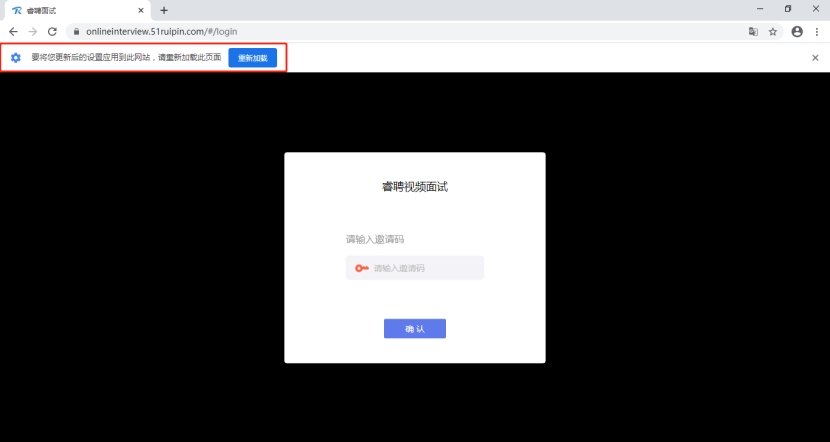 睿聘面试
onlineinterview.51ruipin.com/#/login
要将您更新后的设置应用到此网站，请重新加载此页面 重新加载
睿聘视频面试
请输入邀请码
请输入邀请码
确 认